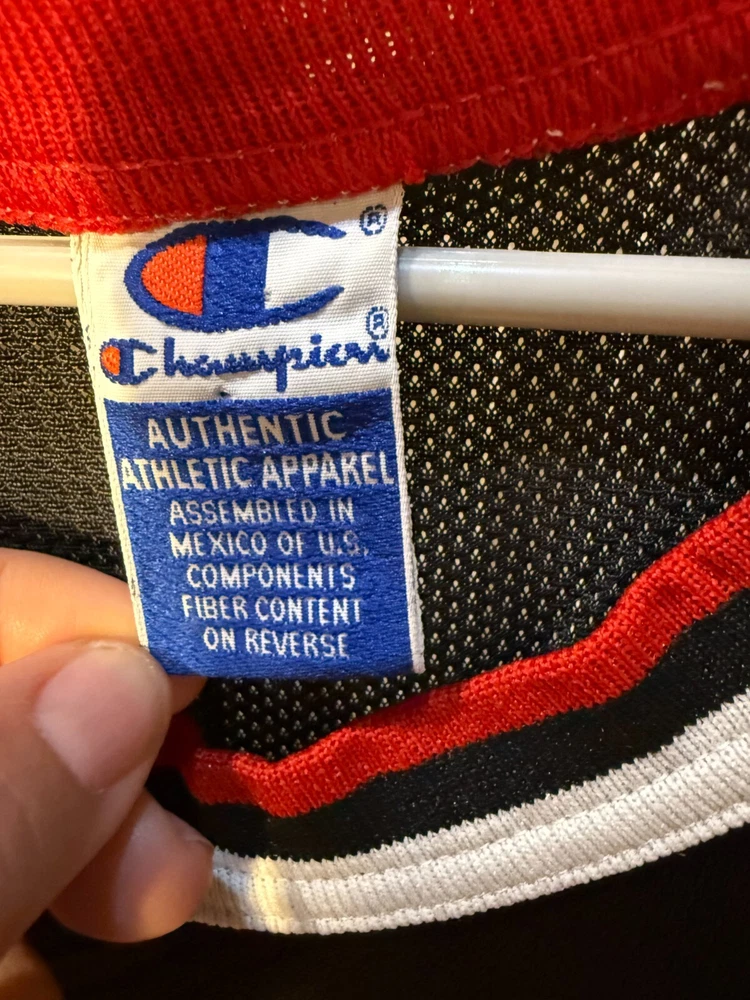 ®
Champion®
AUTHENTIC
ATHLETIC APPAREL
ASSEMBLED IN
MEXICO OF U.S.
COMPONENTS
FIBER CONTENT
ON REVERSE